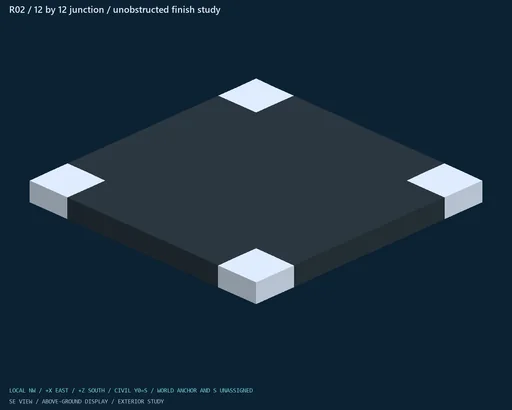 R02 / 12 by 12 junction / unobstructed finish study
LOCAL NW / +X EAST / +Z SOUTH / CIVIL Y0=S / WORLD ANCHOR AND S UNASSIGNED
SE VIEW / ABOVE-GROUND DISPLAY / EXTERIOR STUDY